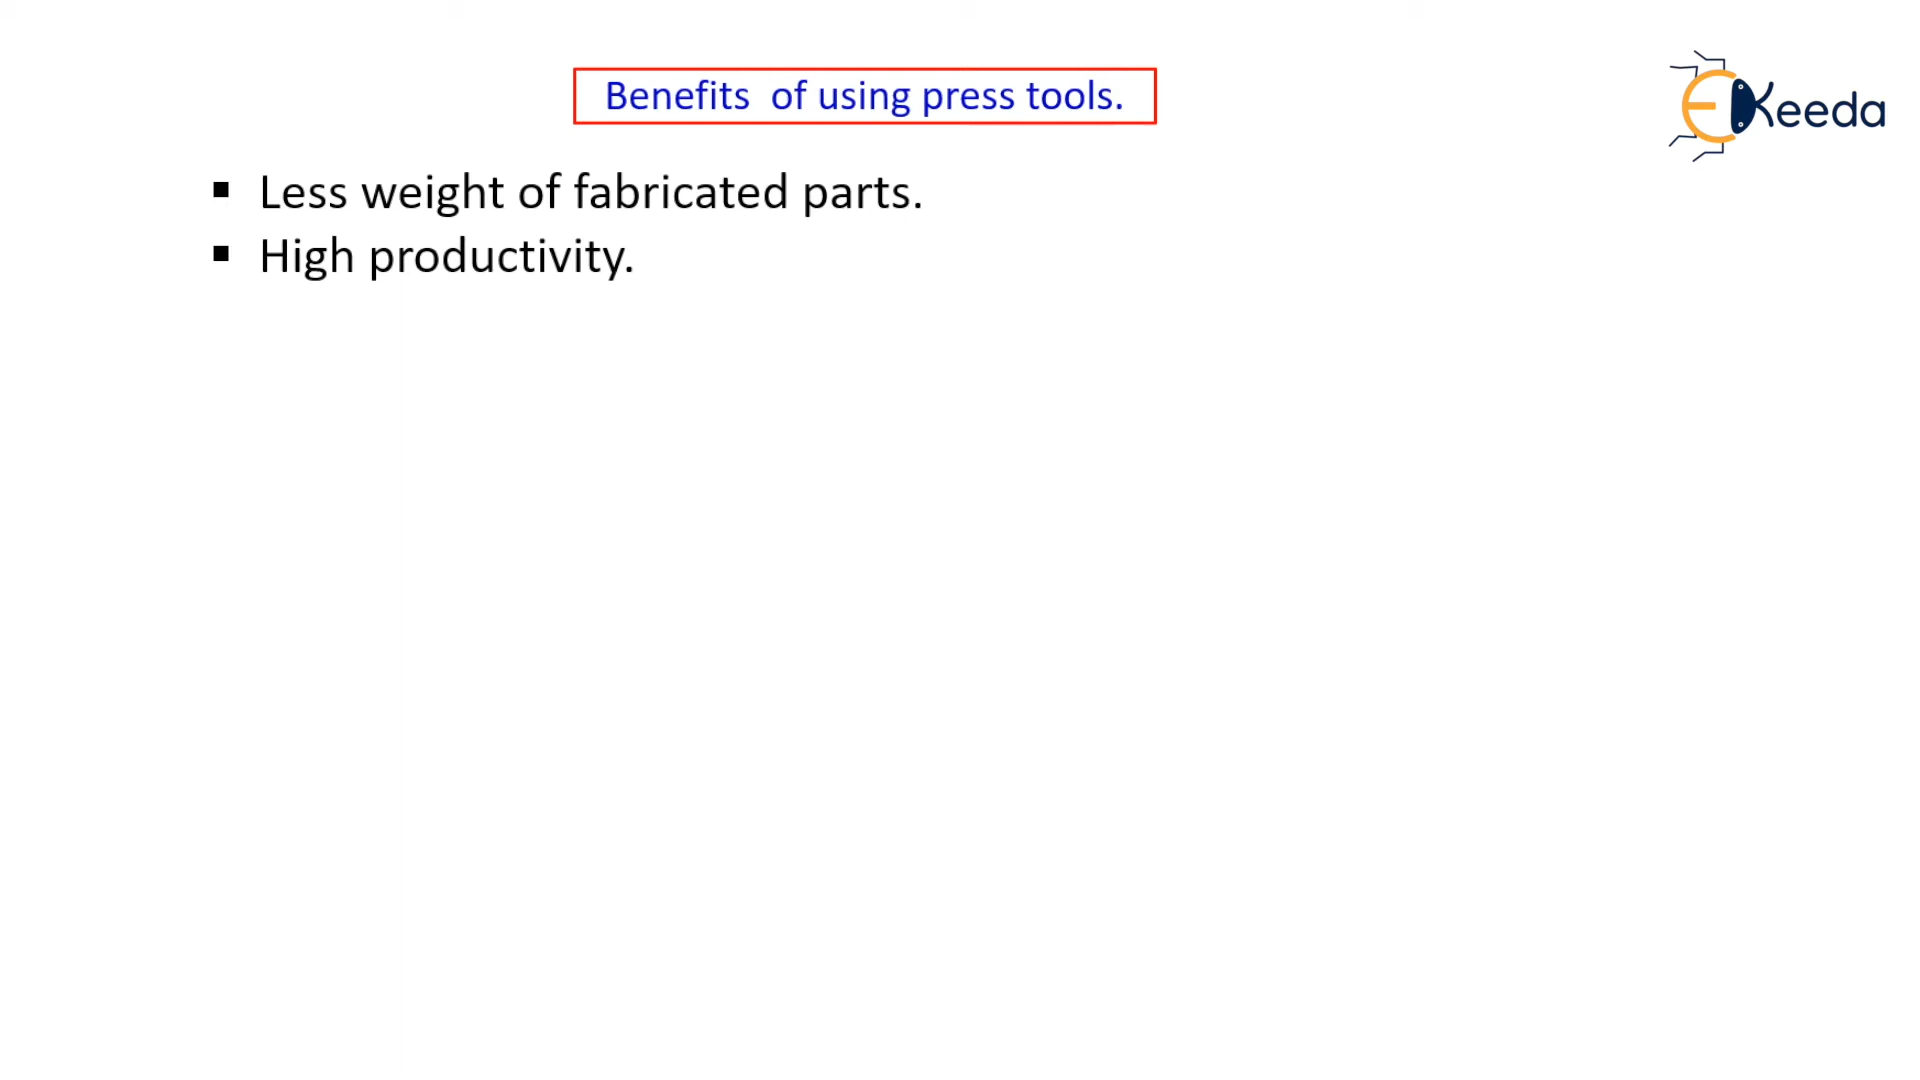 Benefits of using press tools.
EKeeda
▪ Less weight of fabricated parts.
▪ High productivity.